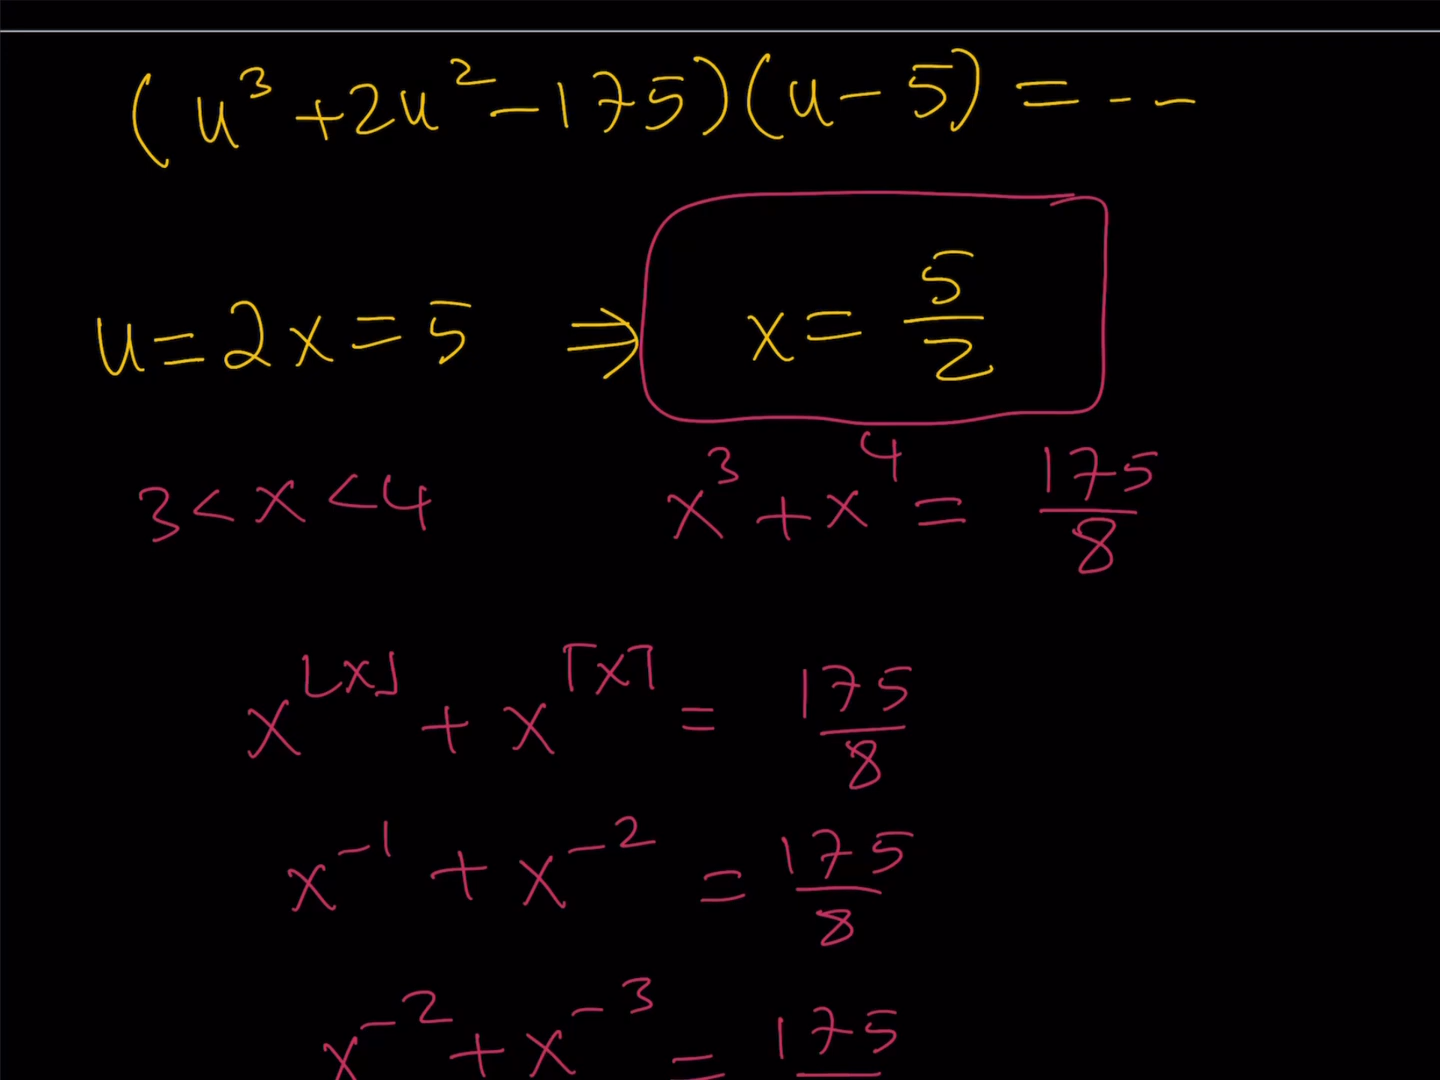 (u³ + 2u² - 175)(u - 5) = - -
u = 2x = 5 ⇒ x = 5/2
3 < x < 4 x³ + x⁴ = 175/8
x^⌊x⌋ + x^⌈x⌉ = 175/8
x⁻¹ + x⁻² = 175/8
x⁻² + x⁻³ = 175